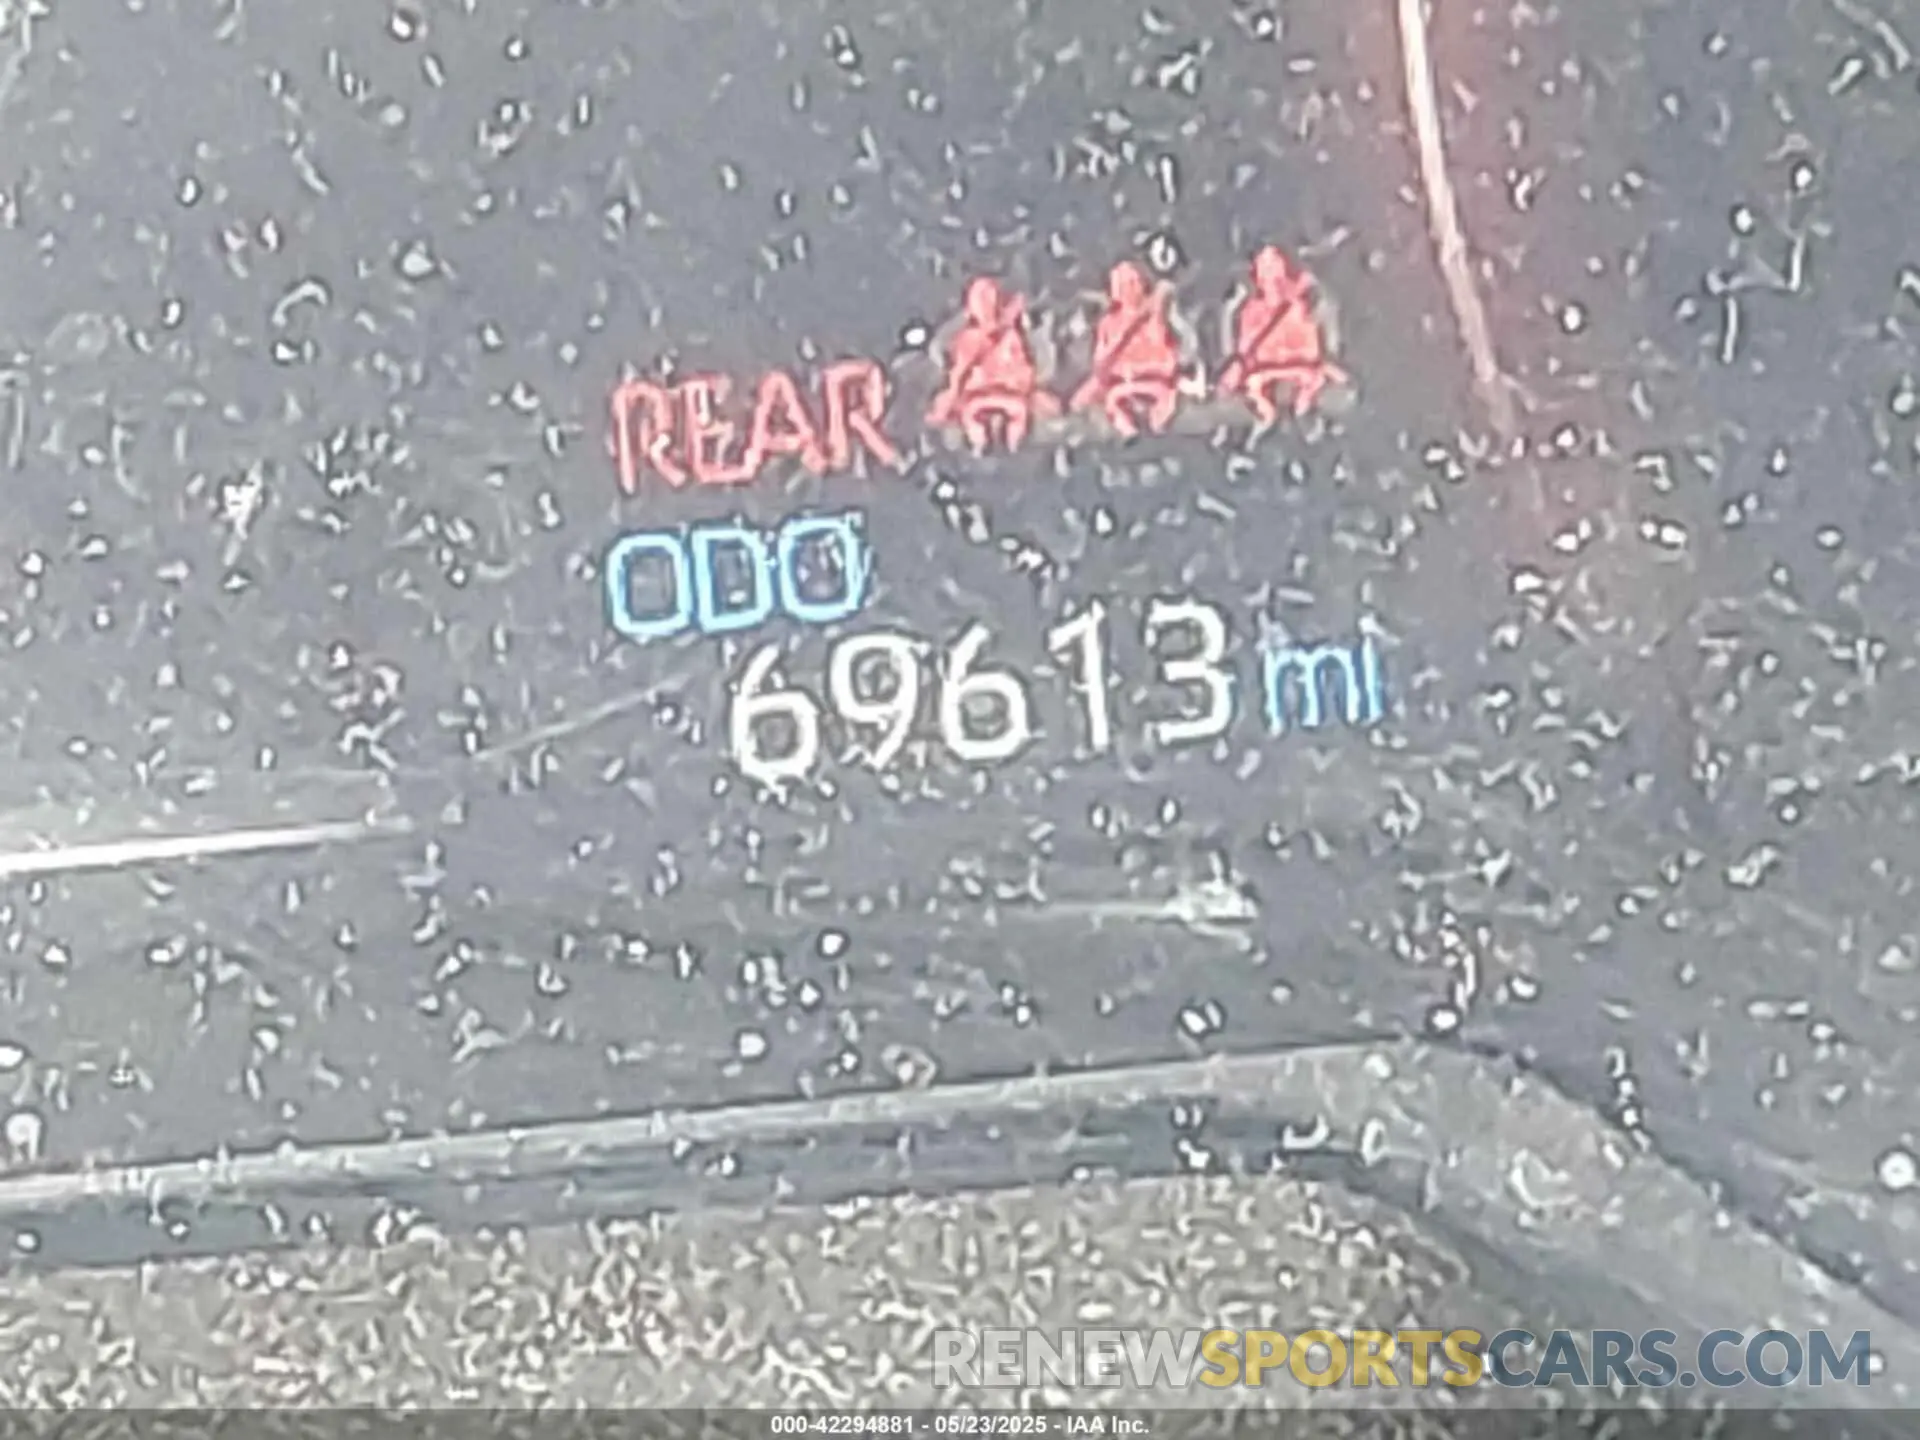 REAR
ODO
69613 mi
RENEWSPORTSCARS.COM
000-42294881 - 05/23/2025 - IAA Inc.